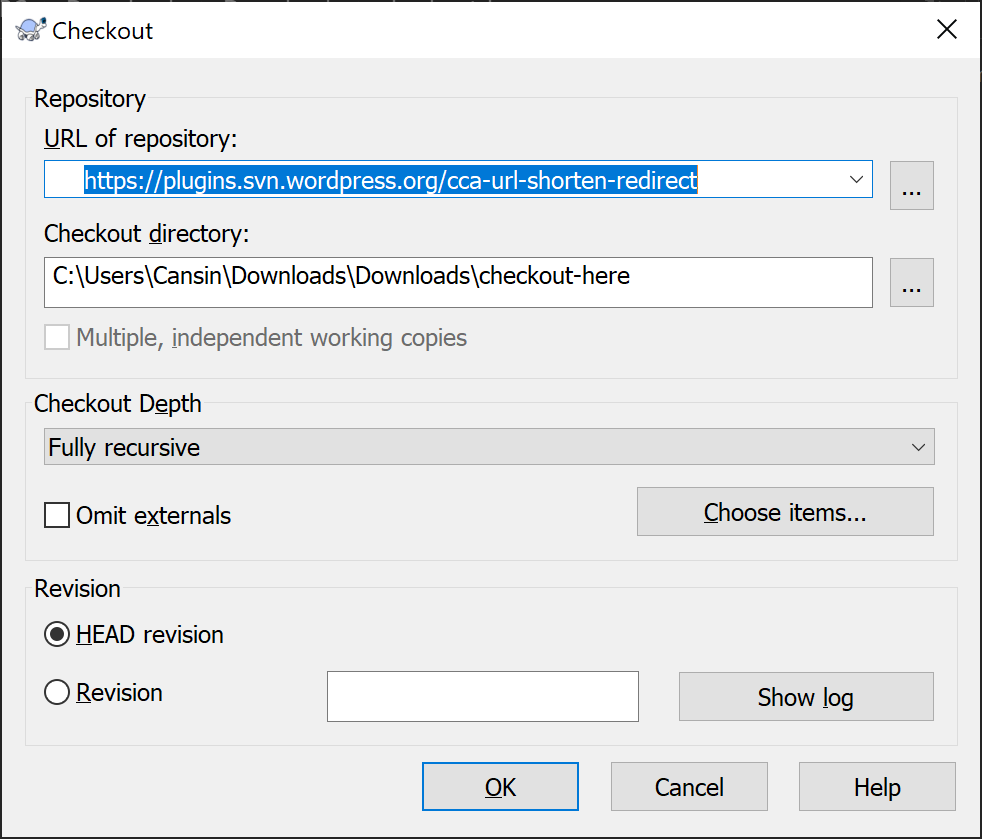 Checkout
Repository
URL of repository:
https://plugins.svn.wordpress.org/cca-url-shorten-redirect
...
Checkout directory:
C:\Users\Cansin\Downloads\Downloads\checkout-here
...
Multiple, independent working copies
Checkout Depth
Fully recursive
Omit externals
Choose items...
Revision
HEAD revision
Revision
Show log
OK
Cancel
Help